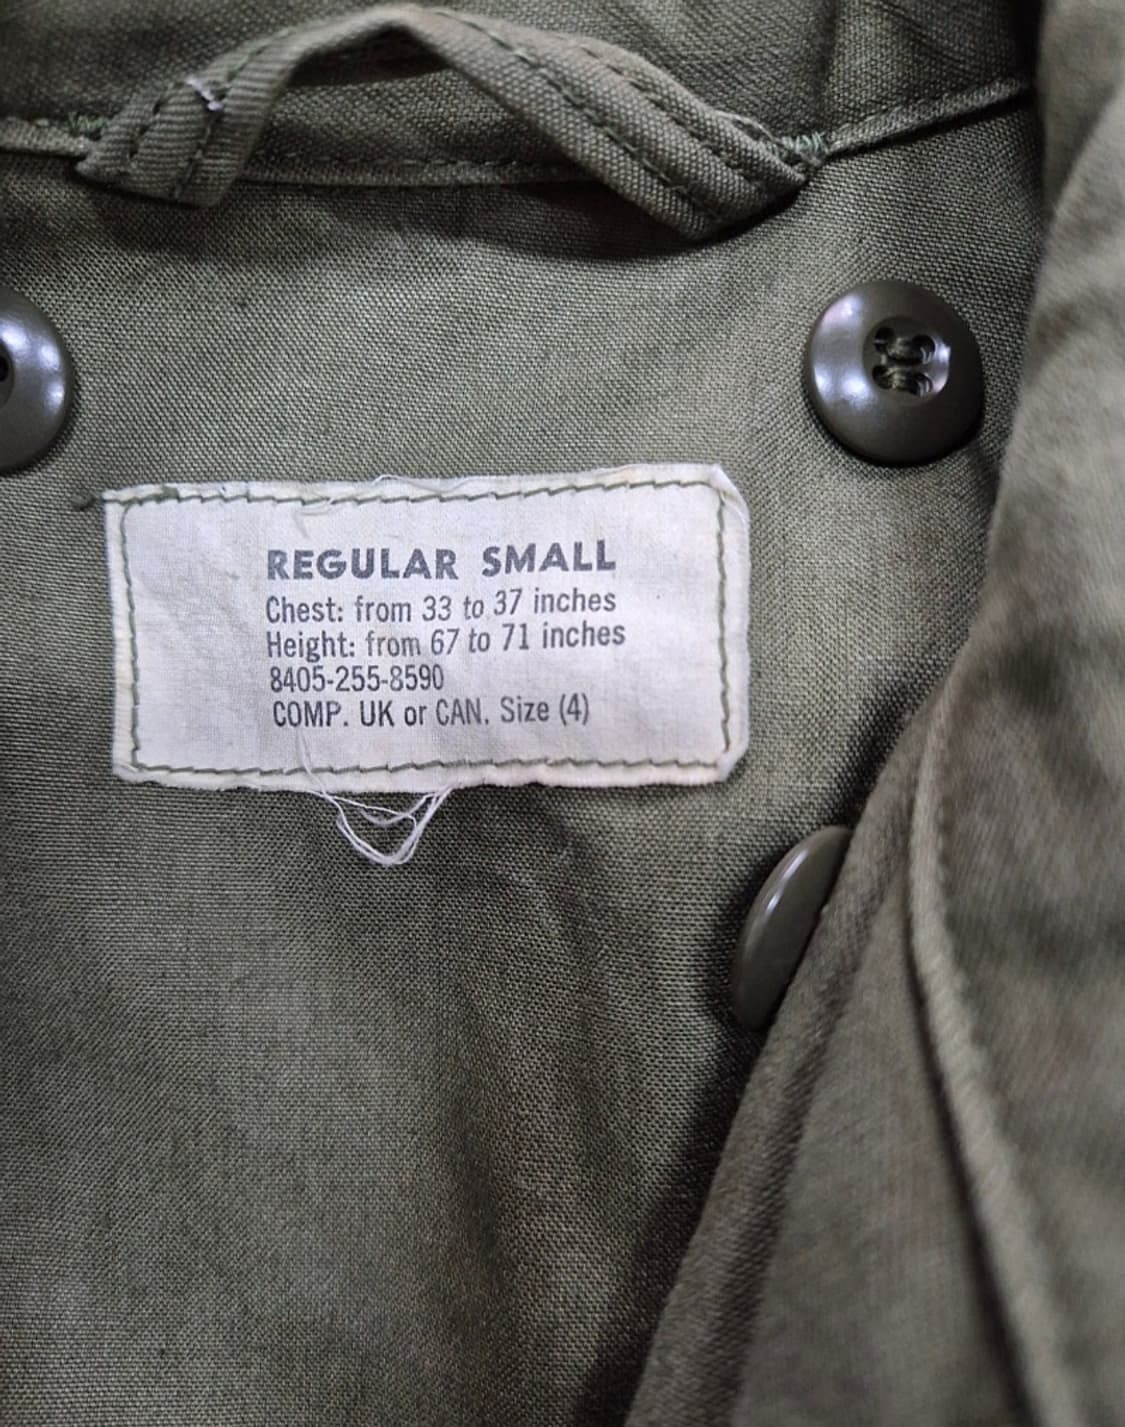 REGULAR SMALL
Chest: from 33 to 37 inches
Height: from 67 to 71 inches
8405-255-8590
COMP. UK or CAN. Size (4)